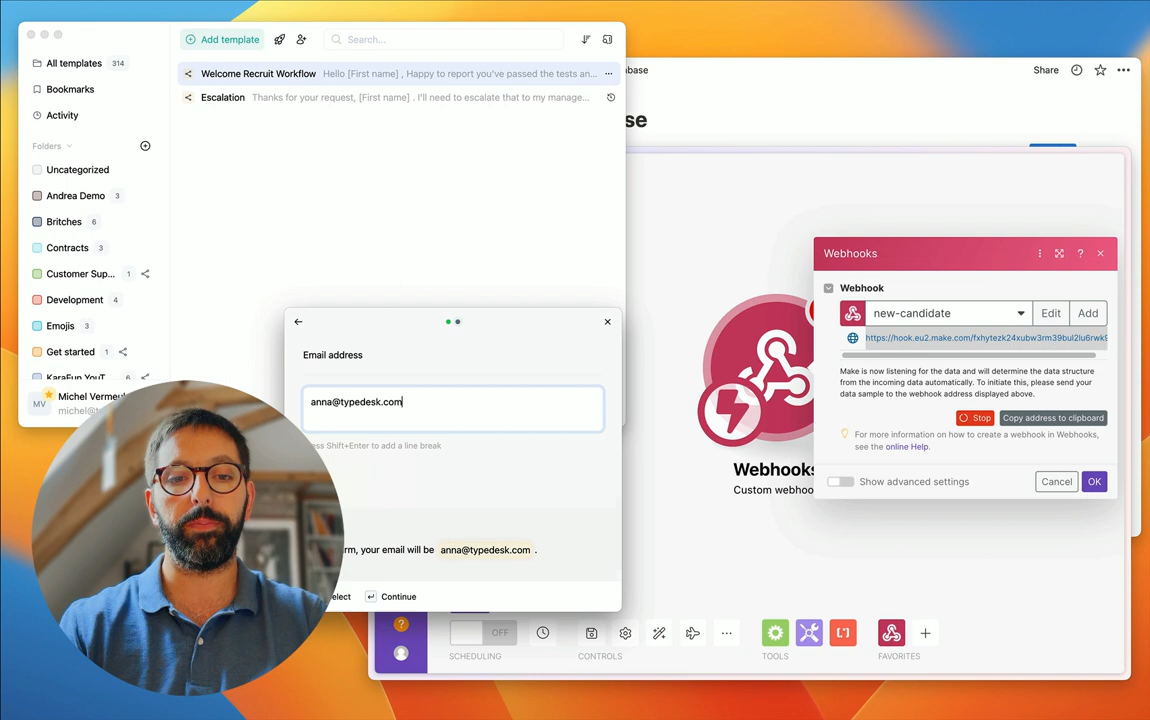 Add template
Search...
All templates 314
Bookmarks
Activity
Folders
Uncategorized
Andrea Demo 3
Britches 6
Contracts 3
Customer Sup... 1
Development 4
Emojis 3
Get started 1
KaraFun YouT 6
MV
Michel Vermeul
michel@t
Welcome Recruit Workflow Hello [First name] , Happy to report you've passed the tests an... ...
Escalation Thanks for your request, [First name] . I'll need to escalate that to my manage...
Email address
anna@typedesk.com
ess Shift+Enter to add a line break
rm, your email will be anna@typedesk.com .
elect
Continue
base
Share
se
Webhooks
Custom webhoo
Webhooks
?
Webhook
new-candidate
Edit
Add
https://hook.eu2.make.com/fxhytezk24xubw3rm39bul2lu6rwk9
Make is now listening for the data and will determine the data structure
from the incoming data automatically. To initiate this, please send your
data sample to the webhook address displayed above.
Stop
Copy address to clipboard
For more information on how to create a webhook in Webhooks,
see the online Help.
Show advanced settings
Cancel
OK
?
OFF
SCHEDULING
CONTROLS
TOOLS
FAVORITES